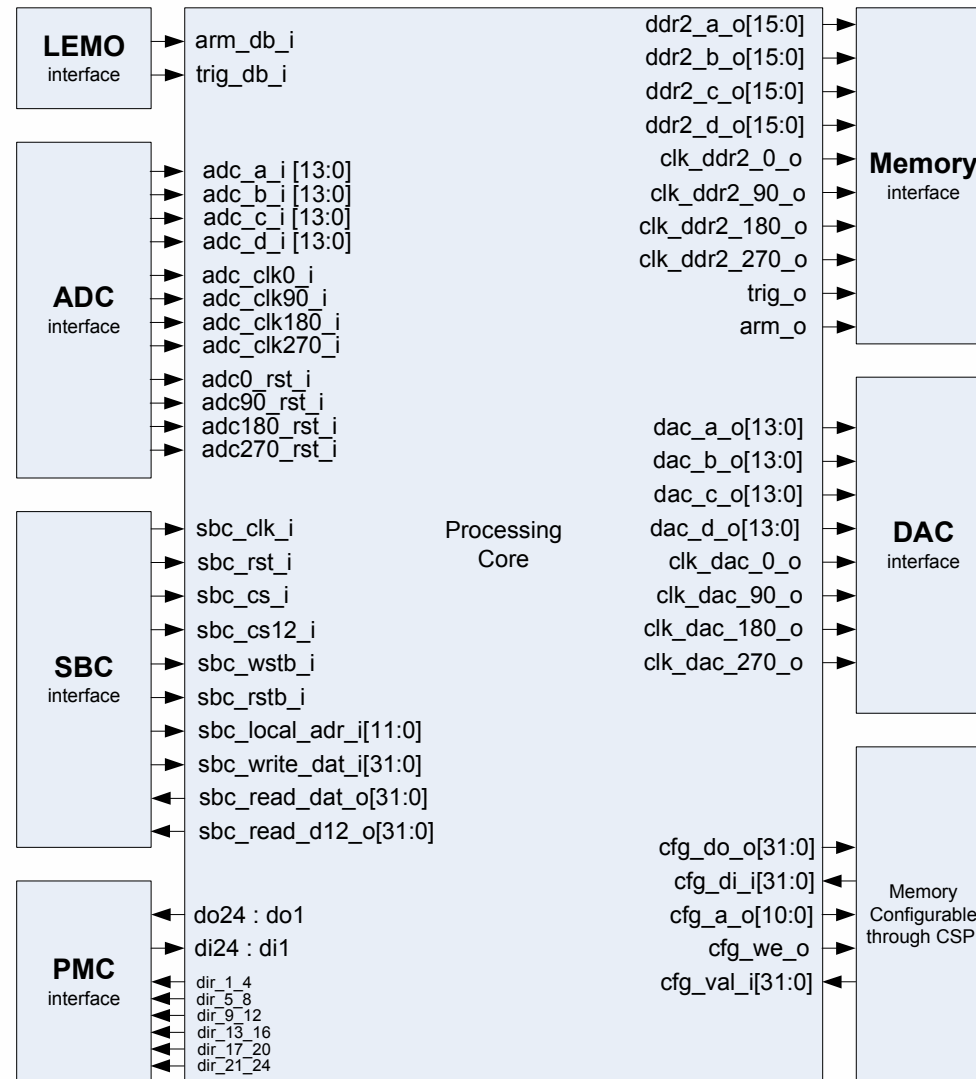 LEMO
interface
arm_db_i
trig_db_i
ADC
interface
adc_a_i [13:0]
adc_b_i [13:0]
adc_c_i [13:0]
adc_d_i [13:0]
adc_clk0_i
adc_clk90_i
adc_clk180_i
adc_clk270_i
adc0_rst_i
adc90_rst_i
adc180_rst_i
adc270_rst_i
SBC
interface
sbc_clk_i
sbc_rst_i
sbc_cs_i
sbc_cs12_i
sbc_wstb_i
sbc_rstb_i
sbc_local_adr_i[11:0]
sbc_write_dat_i[31:0]
sbc_read_dat_o[31:0]
sbc_read_d12_o[31:0]
PMC
interface
do24 : do1
di24 : di1
dir_1_4
dir_5_8
dir_9_12
dir_13_16
dir_17_20
dir_21_24
Processing
Core
ddr2_a_o[15:0]
ddr2_b_o[15:0]
ddr2_c_o[15:0]
ddr2_d_o[15:0]
clk_ddr2_0_o
clk_ddr2_90_o
clk_ddr2_180_o
clk_ddr2_270_o
trig_o
arm_o
Memory
interface
dac_a_o[13:0]
dac_b_o[13:0]
dac_c_o[13:0]
dac_d_o[13:0]
clk_dac_0_o
clk_dac_90_o
clk_dac_180_o
clk_dac_270_o
DAC
interface
cfg_do_o[31:0]
cfg_di_i[31:0]
cfg_a_o[10:0]
cfg_we_o
cfg_val_i[31:0]
Memory
Configurable
through CSP